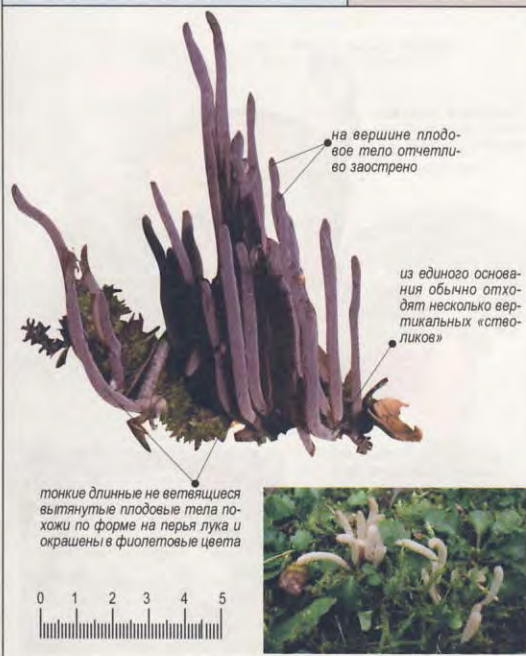 на вершине плодо-
вое тело отчетли-
во заострено
из единого основа-
ния обычно отхо-
дят несколько вер-
тикальных «ство-
ликов»
тонкие длинные не ветвящиеся
вытянутые плодовые тела по-
хожи по форме на перья лука и
окрашены в фиолетовые цвета
0 1 2 3 4 5